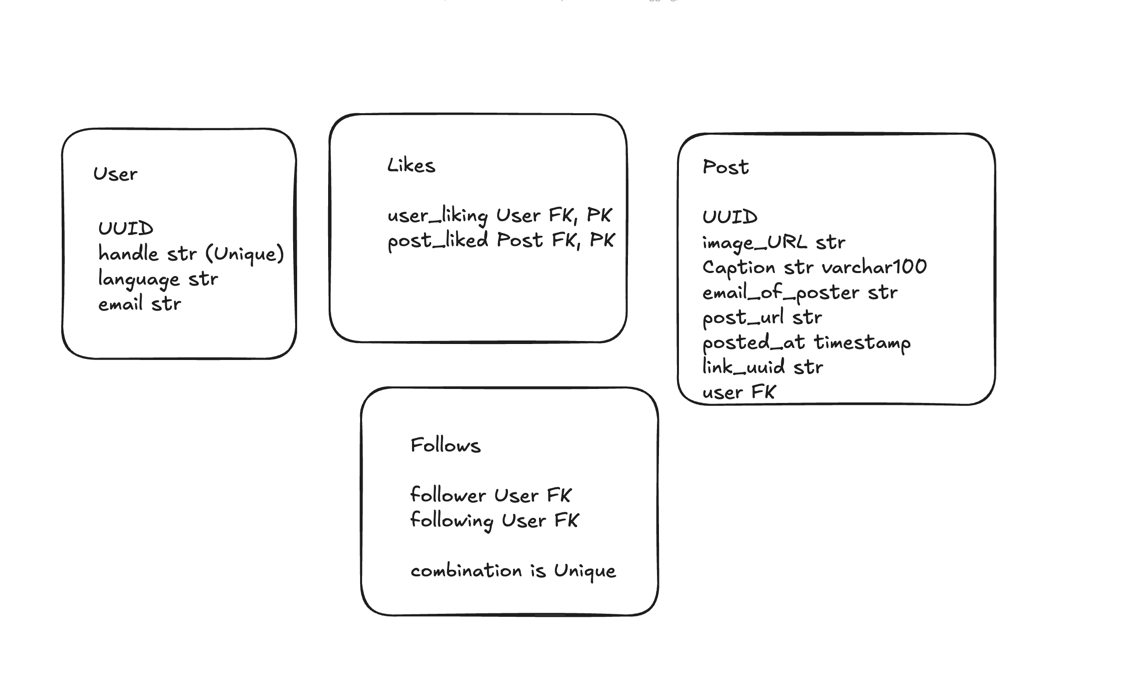 User
UUID
handle str (Unique)
language str
email str
Likes
user_liking User FK, PK
post_liked Post FK, PK
Post
UUID
image_URL str
Caption str varchar100
email_of_poster str
post_url str
posted_at timestamp
link_uuid str
user FK
Follows
follower User FK
following User FK
combination is Unique